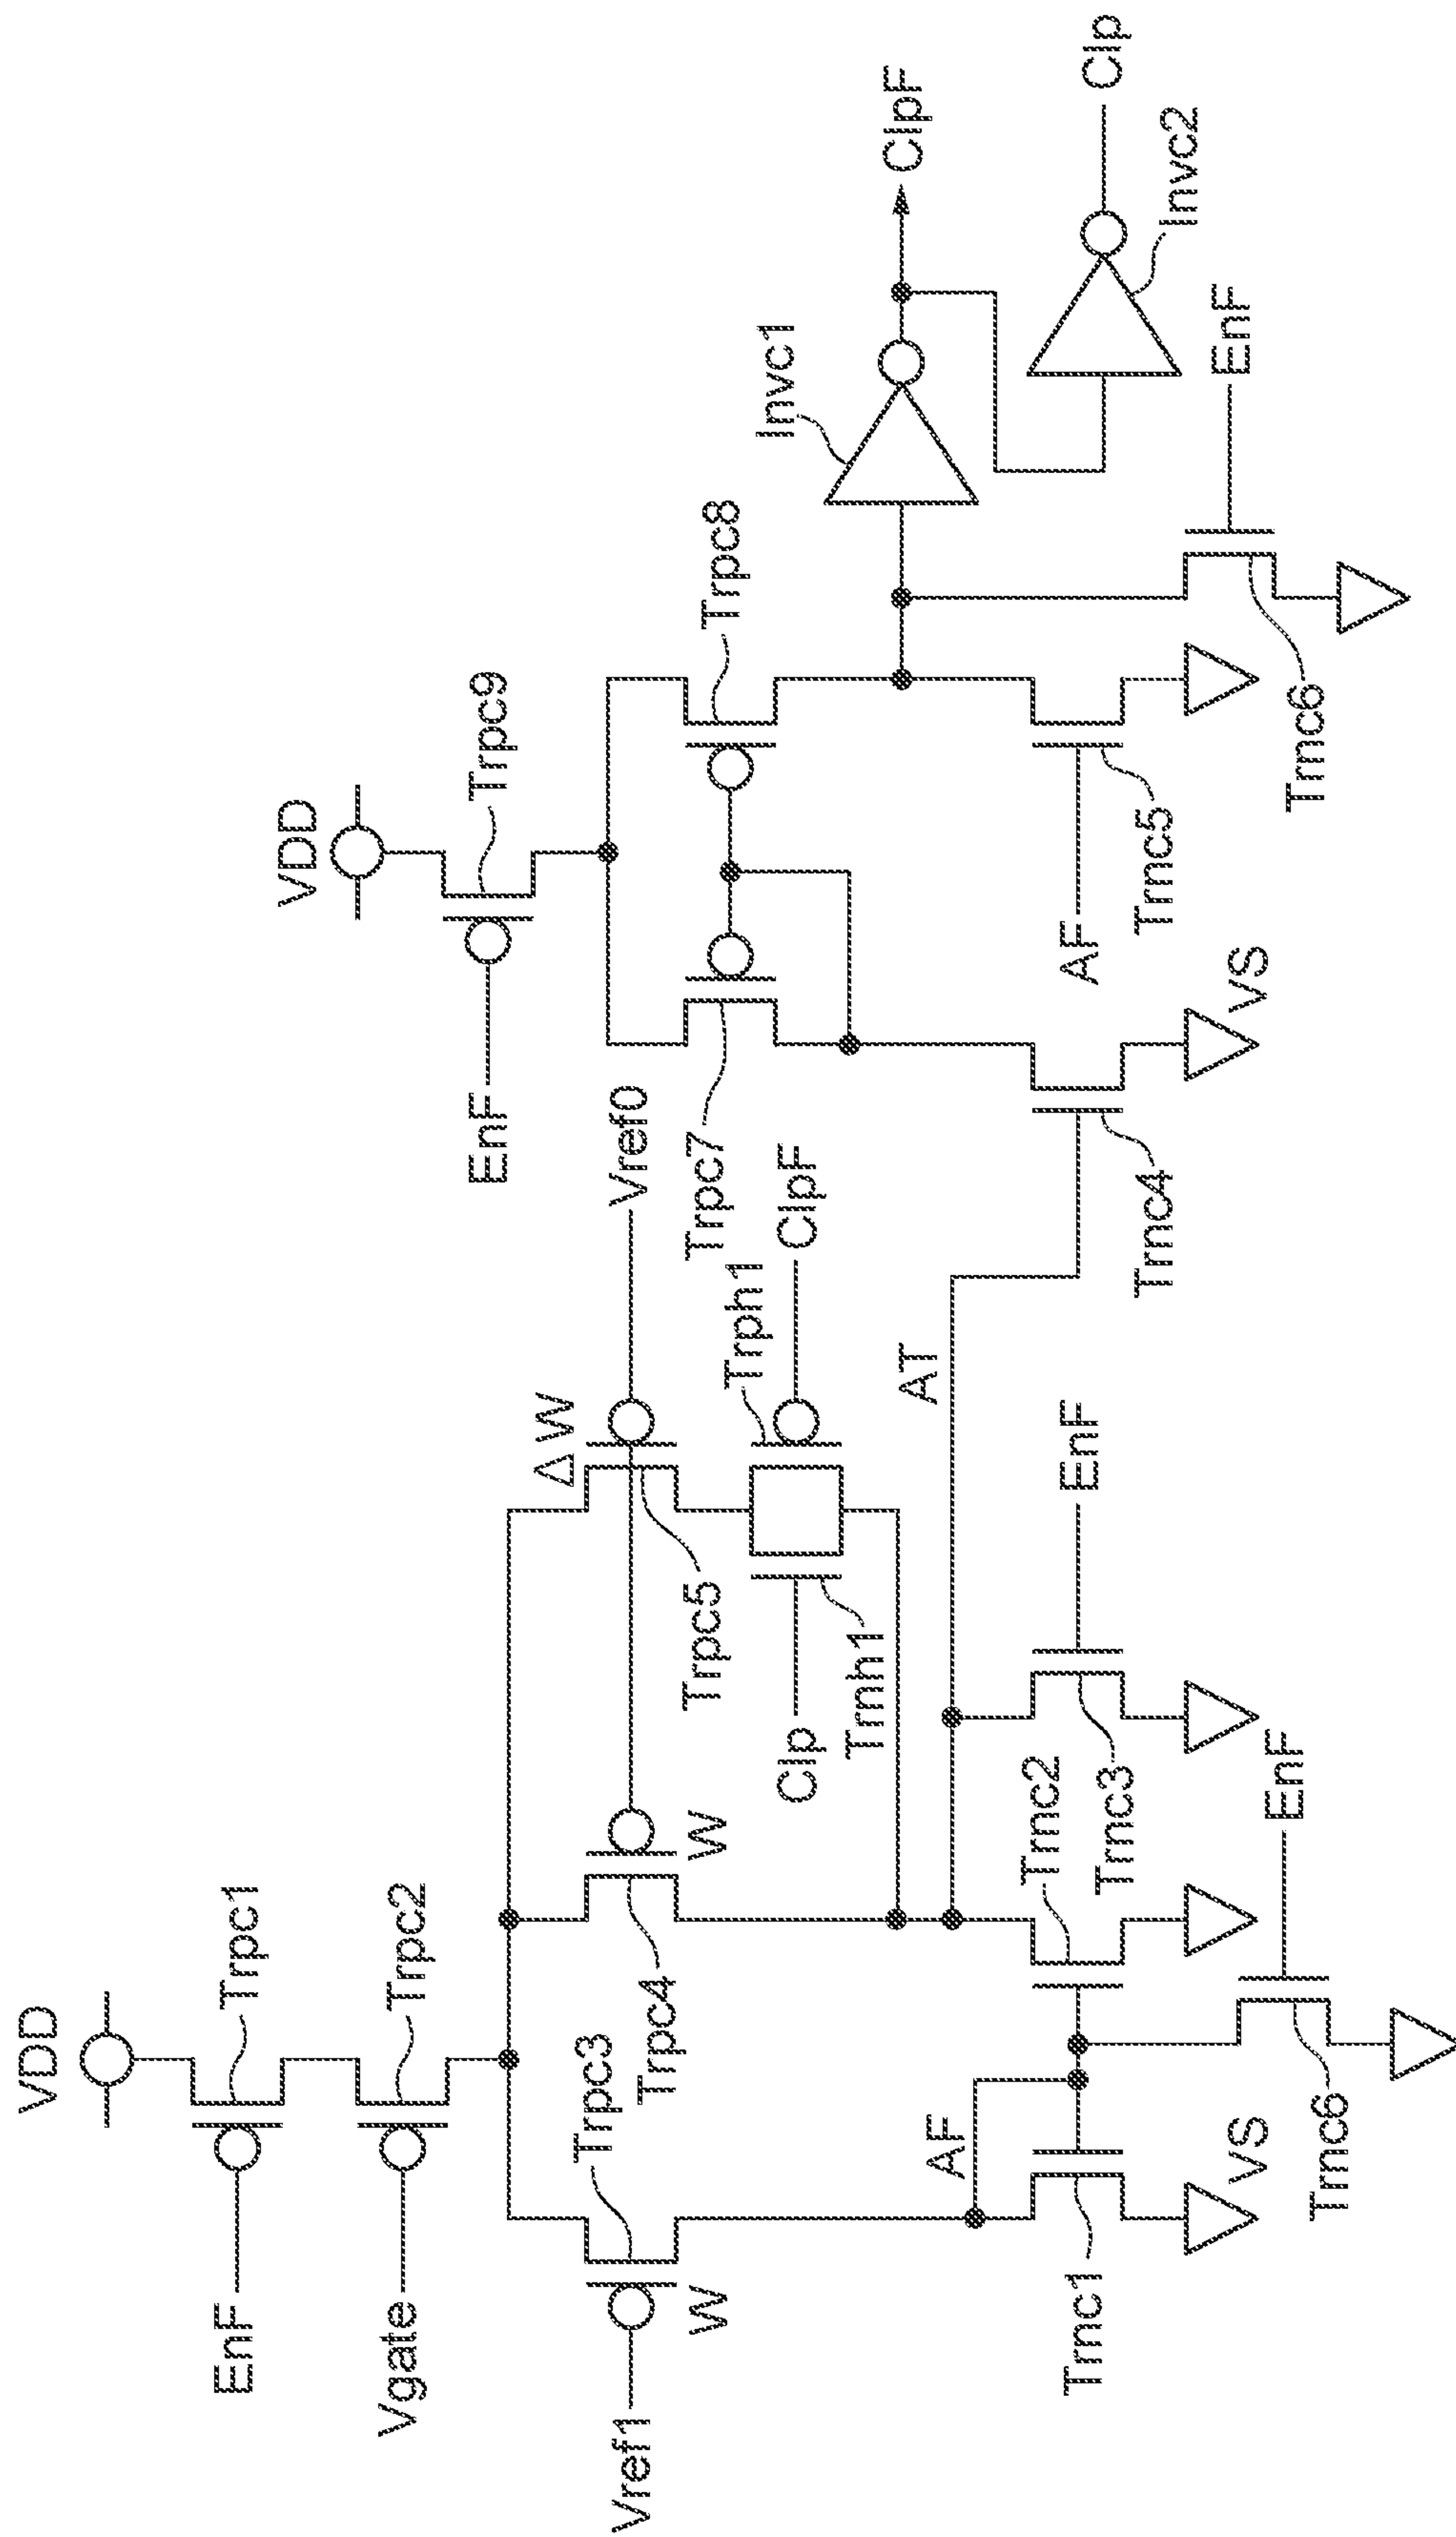 VDD
EnF
Trpc1
Vgate
Trpc2
Vref1
W
Trpc3
Trpc4
W
ΔW
Vref0
Trpc5
Trph1
ClpF
Clp
Trnh1
AF
AT
Trnc1
VS
Trnc2
Trnc3
EnF
EnF
Trnc6
VDD
EnF
Trpc9
Trpc7
Trpc8
Trnc4
VS
AF
Trnc5
Trnc6
EnF
Invc1
ClpF
Invc2
Clp